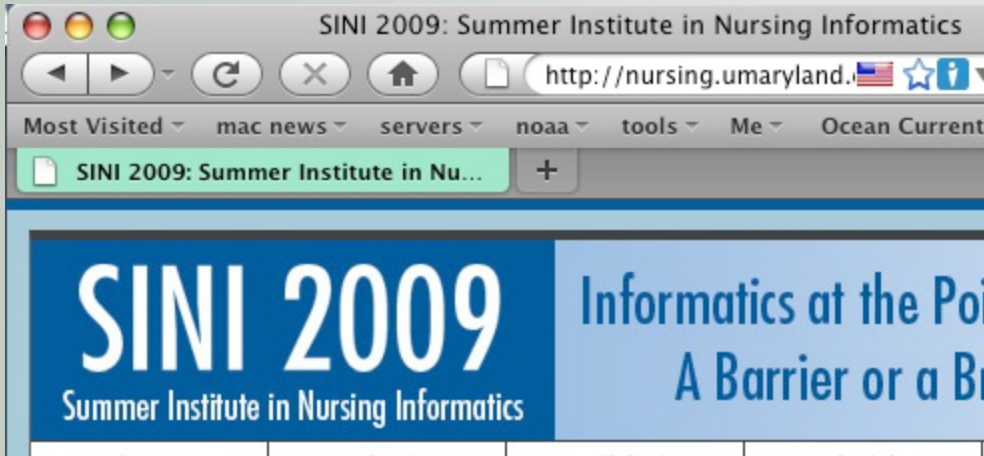 SINI 2009: Summer Institute in Nursing Informatics
http://nursing.umaryland.
Most Visited mac news servers noaa tools Me Ocean Current
SINI 2009: Summer Institute in Nu... +
SINI 2009
Summer Institute in Nursing Informatics
Informatics at the Poi
A Barrier or a Br